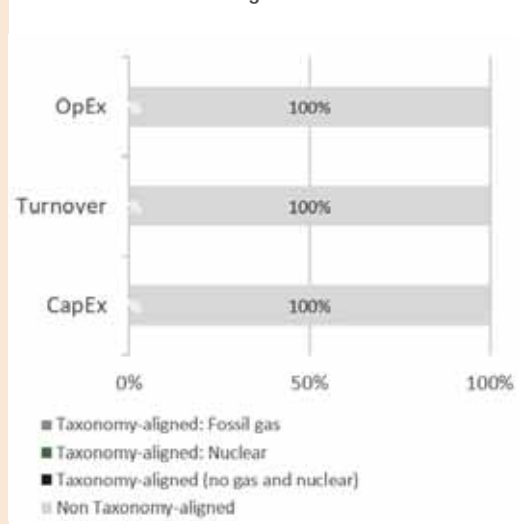 OpEx
100%
Turnover
100%
CapEx
100%
0% 50% 100%
Taxonomy-aligned: Fossil gas
Taxonomy-aligned: Nuclear
Taxonomy-aligned (no gas and nuclear)
Non Taxonomy-aligned